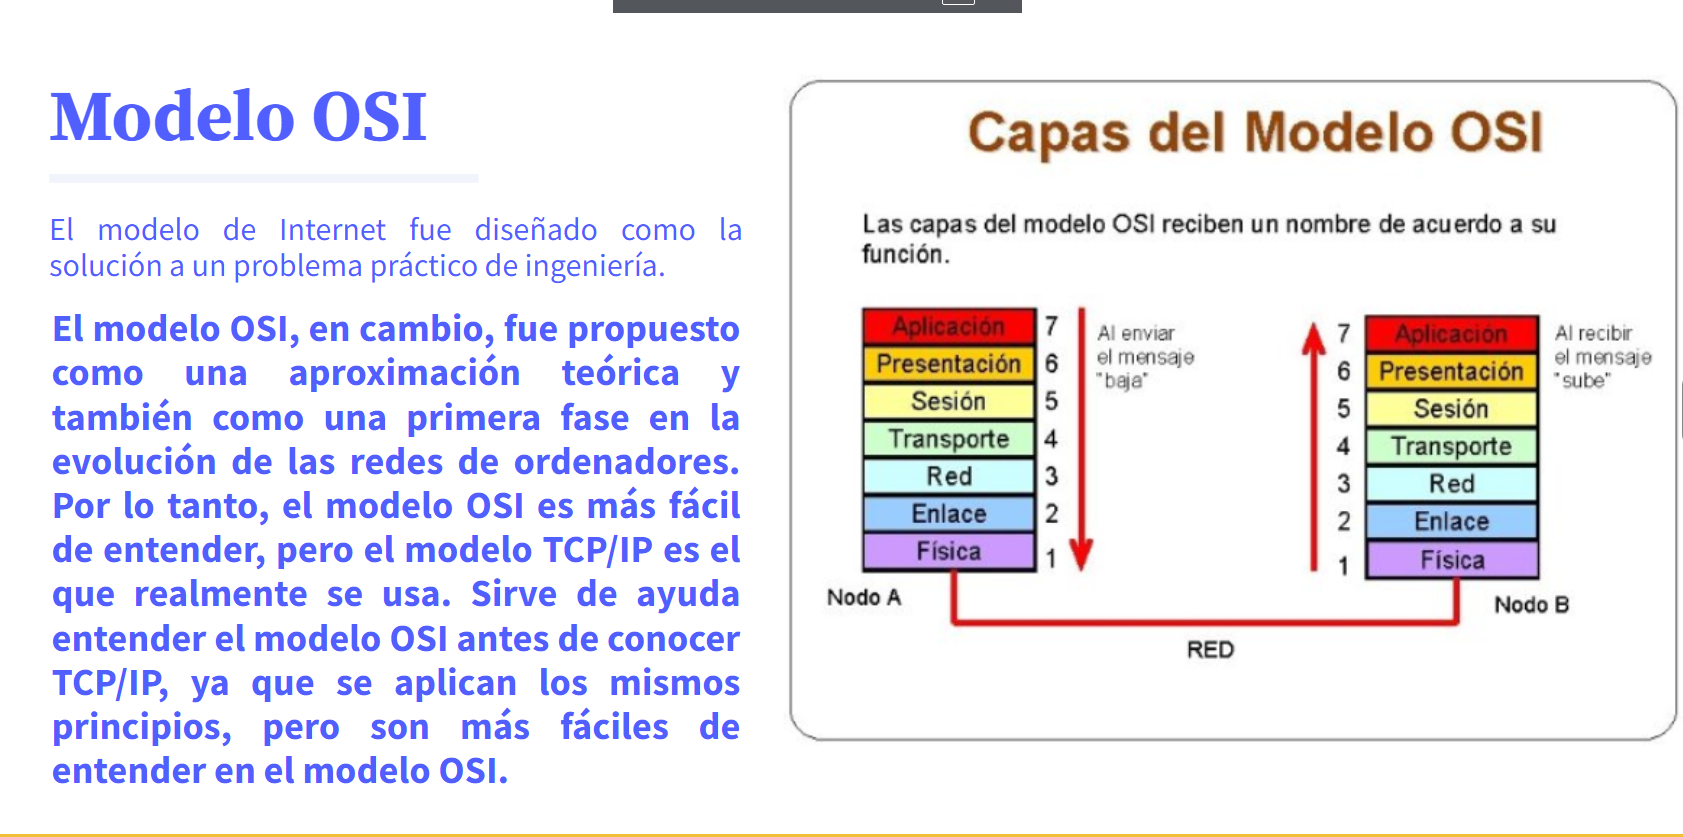 Modelo OSI
El modelo de Internet fue diseñado como la
solución a un problema práctico de ingeniería.
El modelo OSI, en cambio, fue propuesto
como una aproximación teórica y
también como una primera fase en la
evolución de las redes de ordenadores.
Por lo tanto, el modelo OSI es más fácil
de entender, pero el modelo TCP/IP es el
que realmente se usa. Sirve de ayuda
entender el modelo OSI antes de conocer
TCP/IP, ya que se aplican los mismos
principios, pero son más fáciles de
entender en el modelo OSI.
Capas del Modelo OSI
Las capas del modelo OSI reciben un nombre de acuerdo a su
función.
Aplicación 7
Presentación 6
Sesión 5
Transporte 4
Red 3
Enlace 2
Física 1
Nodo A
Al enviar
el mensaje
"baja"
7 Aplicación
6 Presentación
5 Sesión
4 Transporte
3 Red
2 Enlace
1 Física
Nodo B
Al recibir
el mensaje
"sube"
RED